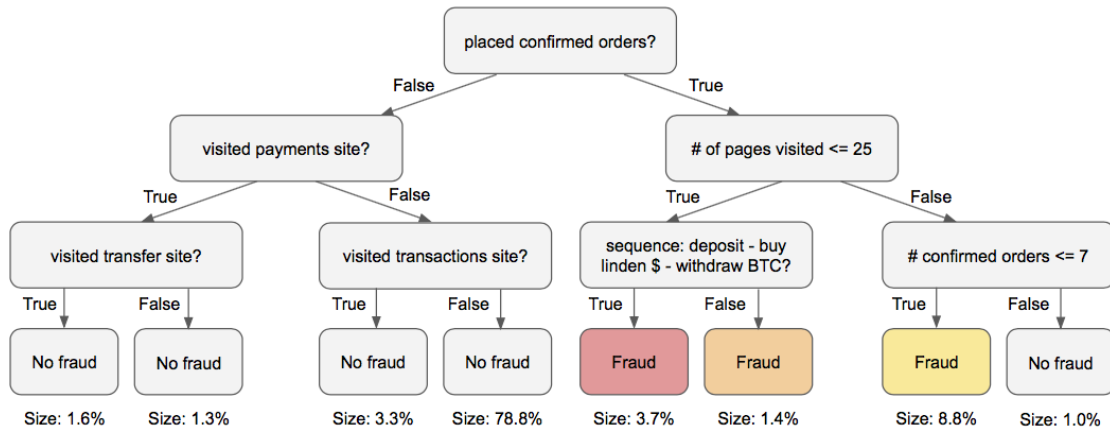 placed confirmed orders?
False
True
visited payments site?
# of pages visited <= 25
True
False
True
False
visited transfer site?
visited transactions site?
sequence: deposit - buy
linden $ - withdraw BTC?
# confirmed orders <= 7
True
False
True
False
True
False
True
False
No fraud
No fraud
No fraud
No fraud
Fraud
Fraud
Fraud
No fraud
Size: 1.6%
Size: 1.3%
Size: 3.3%
Size: 78.8%
Size: 3.7%
Size: 1.4%
Size: 8.8%
Size: 1.0%